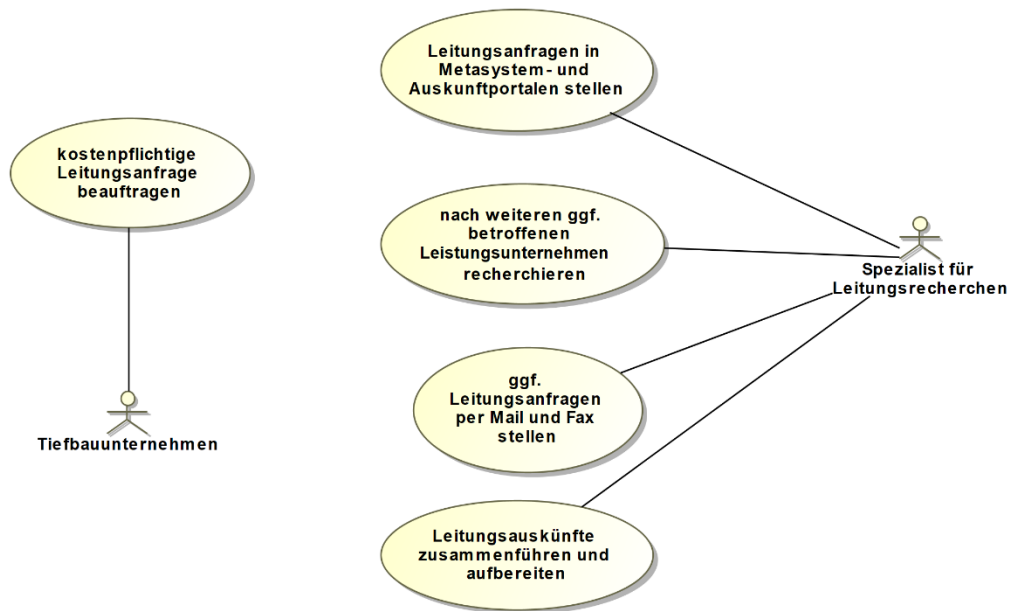 Leitungsanfragen in
Metasystem- und
Auskunftportalen stellen
kostenpflichtige
Leitungsanfrage
beauftragen
nach weiteren ggf.
betroffenen
Leistungsunternehmen
recherchieren
Spezialist für
Leitungsrecherchen
ggf.
Leitungsanfragen
per Mail und Fax
stellen
Tiefbauunternehmen
Leitungsauskünfte
zusammenführen und
aufbereiten